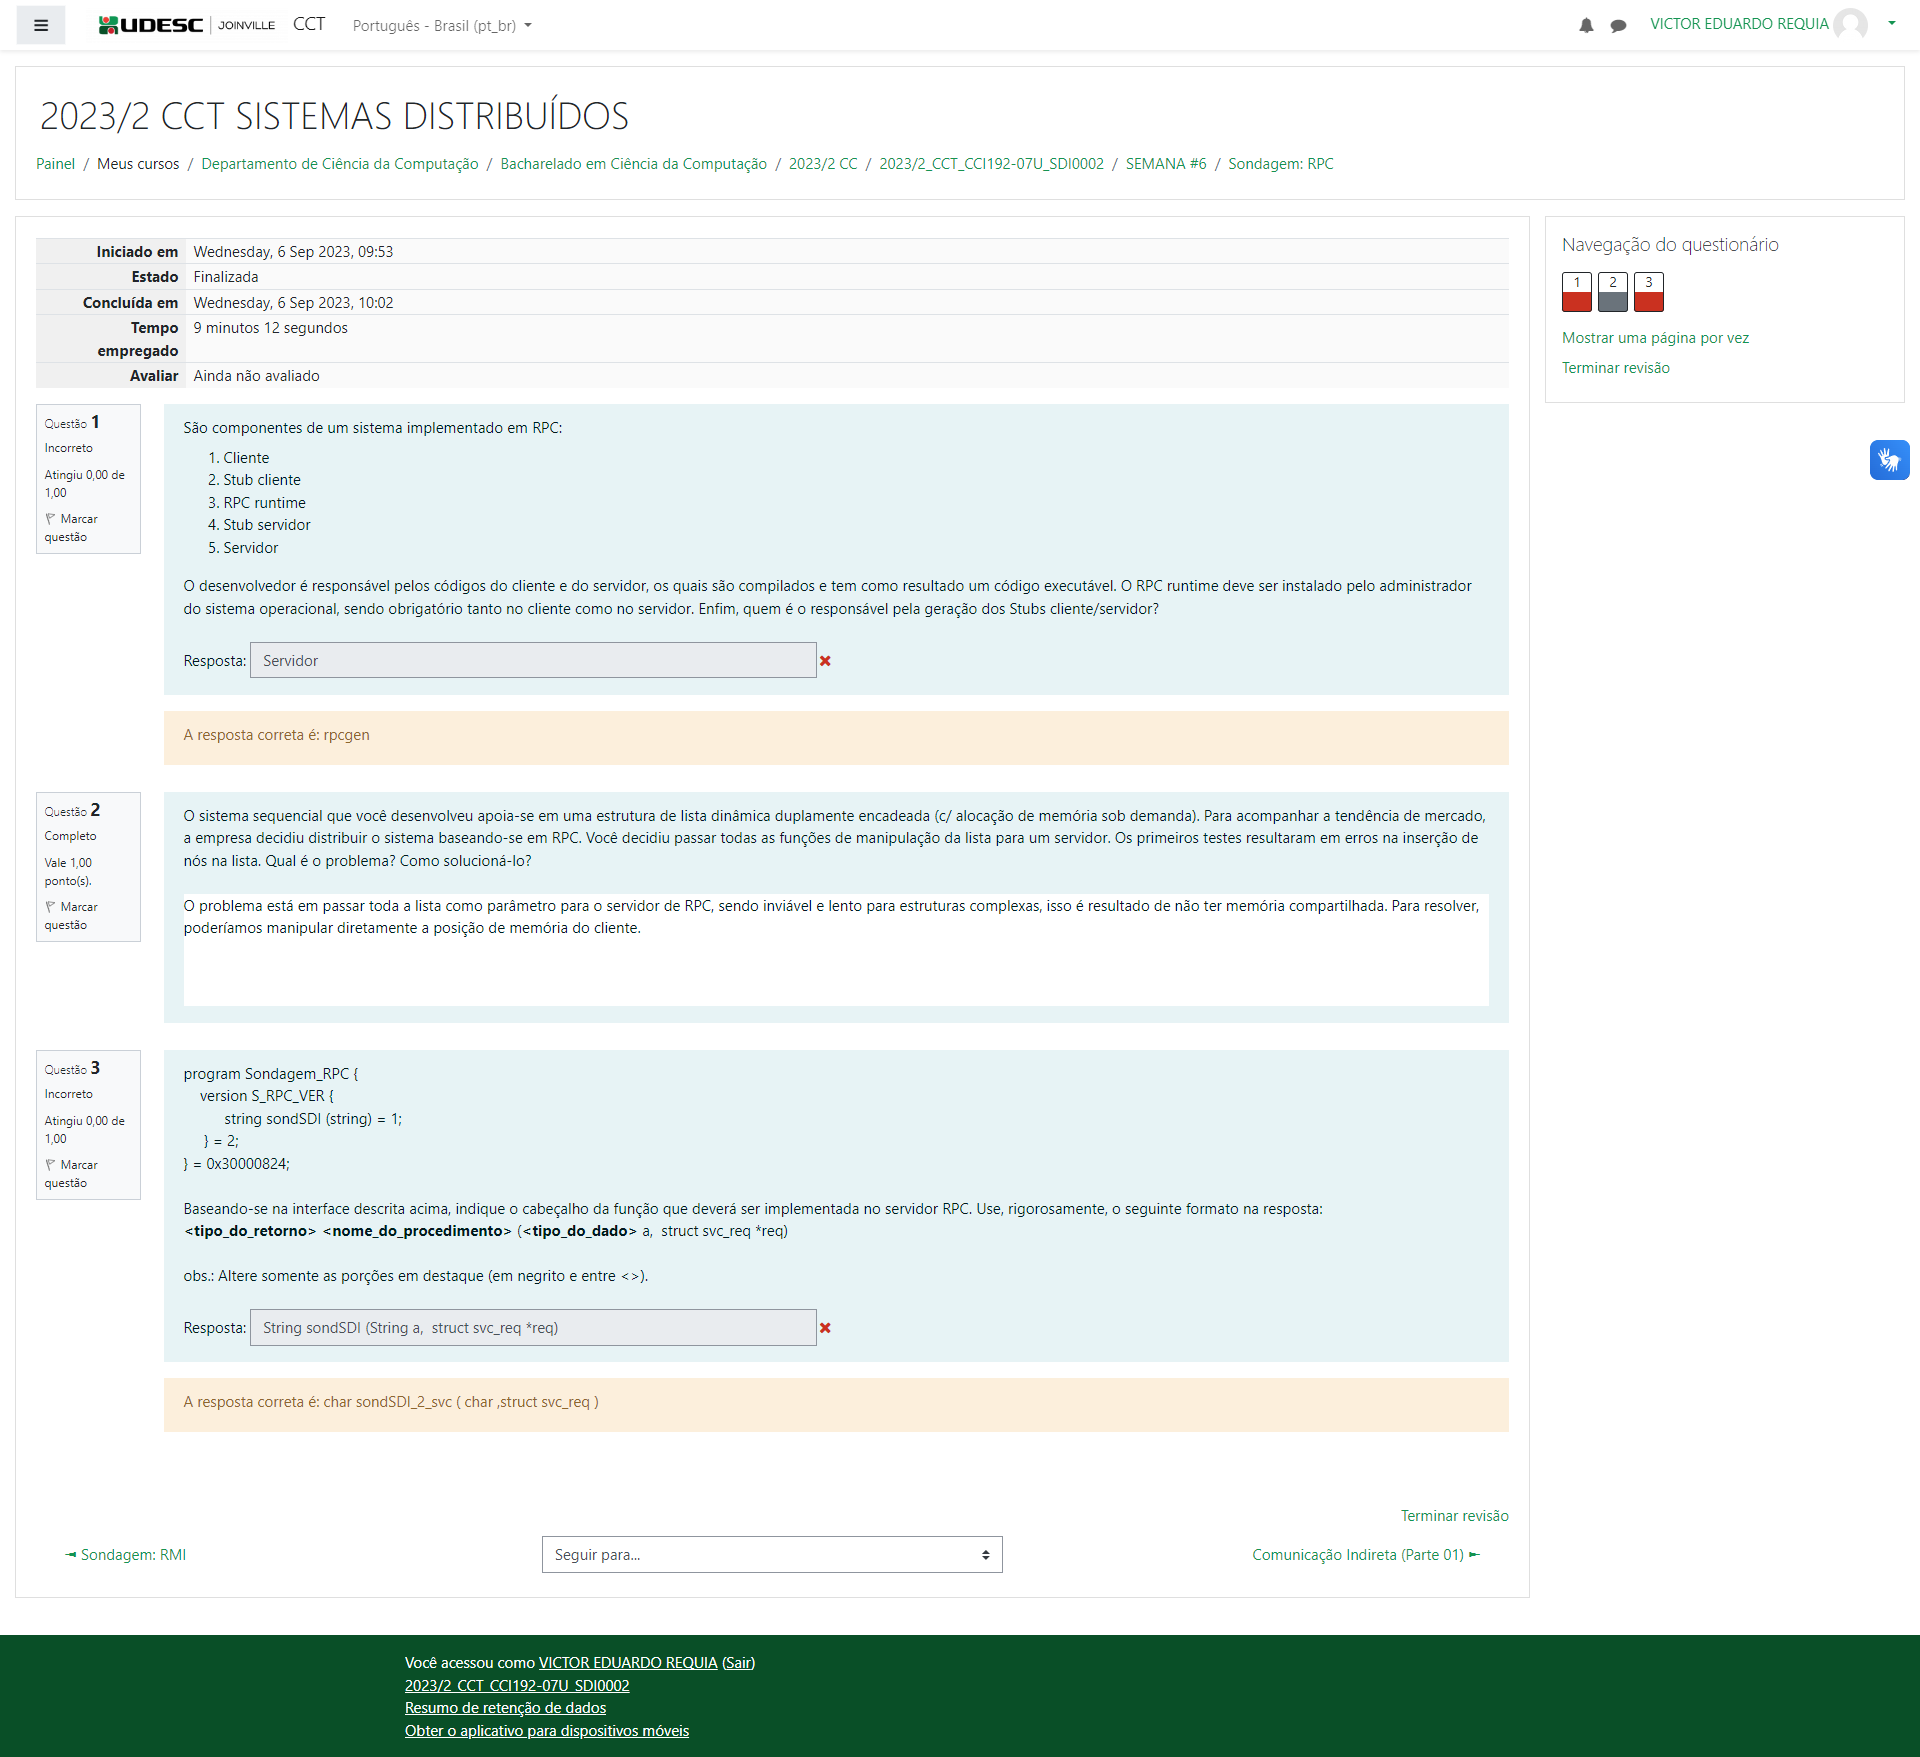 UDESC JOINVILLE CCT Português - Brasil (pt_br) VICTOR EDUARDO REQUIA
2023/2 CCT SISTEMAS DISTRIBUÍDOS
Painel / Meus cursos / Departamento de Ciência da Computação / Bacharelado em Ciência da Computação / 2023/2 CC / 2023/2_CCT_CCI192-07U_SDI0002 / SEMANA #6 / Sondagem: RPC
Iniciado em Wednesday, 6 Sep 2023, 09:53
Estado Finalizada
Concluída em Wednesday, 6 Sep 2023, 10:02
Tempo empregado 9 minutos 12 segundos
Avaliar Ainda não avaliado
Navegação do questionário
1 2 3
Mostrar uma página por vez
Terminar revisão
Questão 1
Incorreto
Atingiu 0,00 de
1,00
Marcar
questão
São componentes de um sistema implementado em RPC:
1. Cliente
2. Stub cliente
3. RPC runtime
4. Stub servidor
5. Servidor
O desenvolvedor é responsável pelos códigos do cliente e do servidor, os quais são compilados e tem como resultado um código executável. O RPC runtime deve ser instalado pelo administrador
do sistema operacional, sendo obrigatório tanto no cliente como no servidor. Enfim, quem é o responsável pela geração dos Stubs cliente/servidor?
Resposta: Servidor
A resposta correta é: rpcgen
Questão 2
Completo
Vale 1,00
ponto(s).
Marcar
questão
O sistema sequencial que você desenvolveu apoia-se em uma estrutura de lista dinâmica duplamente encadeada (c/ alocação de memória sob demanda). Para acompanhar a tendência de mercado,
a empresa decidiu distribuir o sistema baseando-se em RPC. Você decidiu passar todas as funções de manipulação da lista para um servidor. Os primeiros testes resultaram em erros na inserção de
nós na lista. Qual é o problema? Como solucioná-lo?
O problema está em passar toda a lista como parâmetro para o servidor de RPC, sendo inviável e lento para estruturas complexas, isso é resultado de não ter memória compartilhada. Para resolver,
poderíamos manipular diretamente a posição de memória do cliente.
Questão 3
Incorreto
Atingiu 0,00 de
1,00
Marcar
questão
program Sondagem_RPC {
version S_RPC_VER {
string sondSDI (string) = 1;
} = 2;
} = 0x30000824;
Baseando-se na interface descrita acima, indique o cabeçalho da função que deverá ser implementada no servidor RPC. Use, rigorosamente, o seguinte formato na resposta:
<tipo_do_retorno> <nome_do_procedimento> (<tipo_do_dado> a, struct svc_req *req)
obs.: Altere somente as porções em destaque (em negrito e entre <>).
Resposta: String sondSDI (String a, struct svc_req *req)
A resposta correta é: char sondSDI_2_svc ( char ,struct svc_req )
Terminar revisão
◄ Sondagem: RMI Seguir para... Comunicação Indireta (Parte 01) ►
Você acessou como VICTOR EDUARDO REQUIA (Sair)
2023/2_CCT_CCI192-07U_SDI0002
Resumo de retenção de dados
Obter o aplicativo para dispositivos móveis